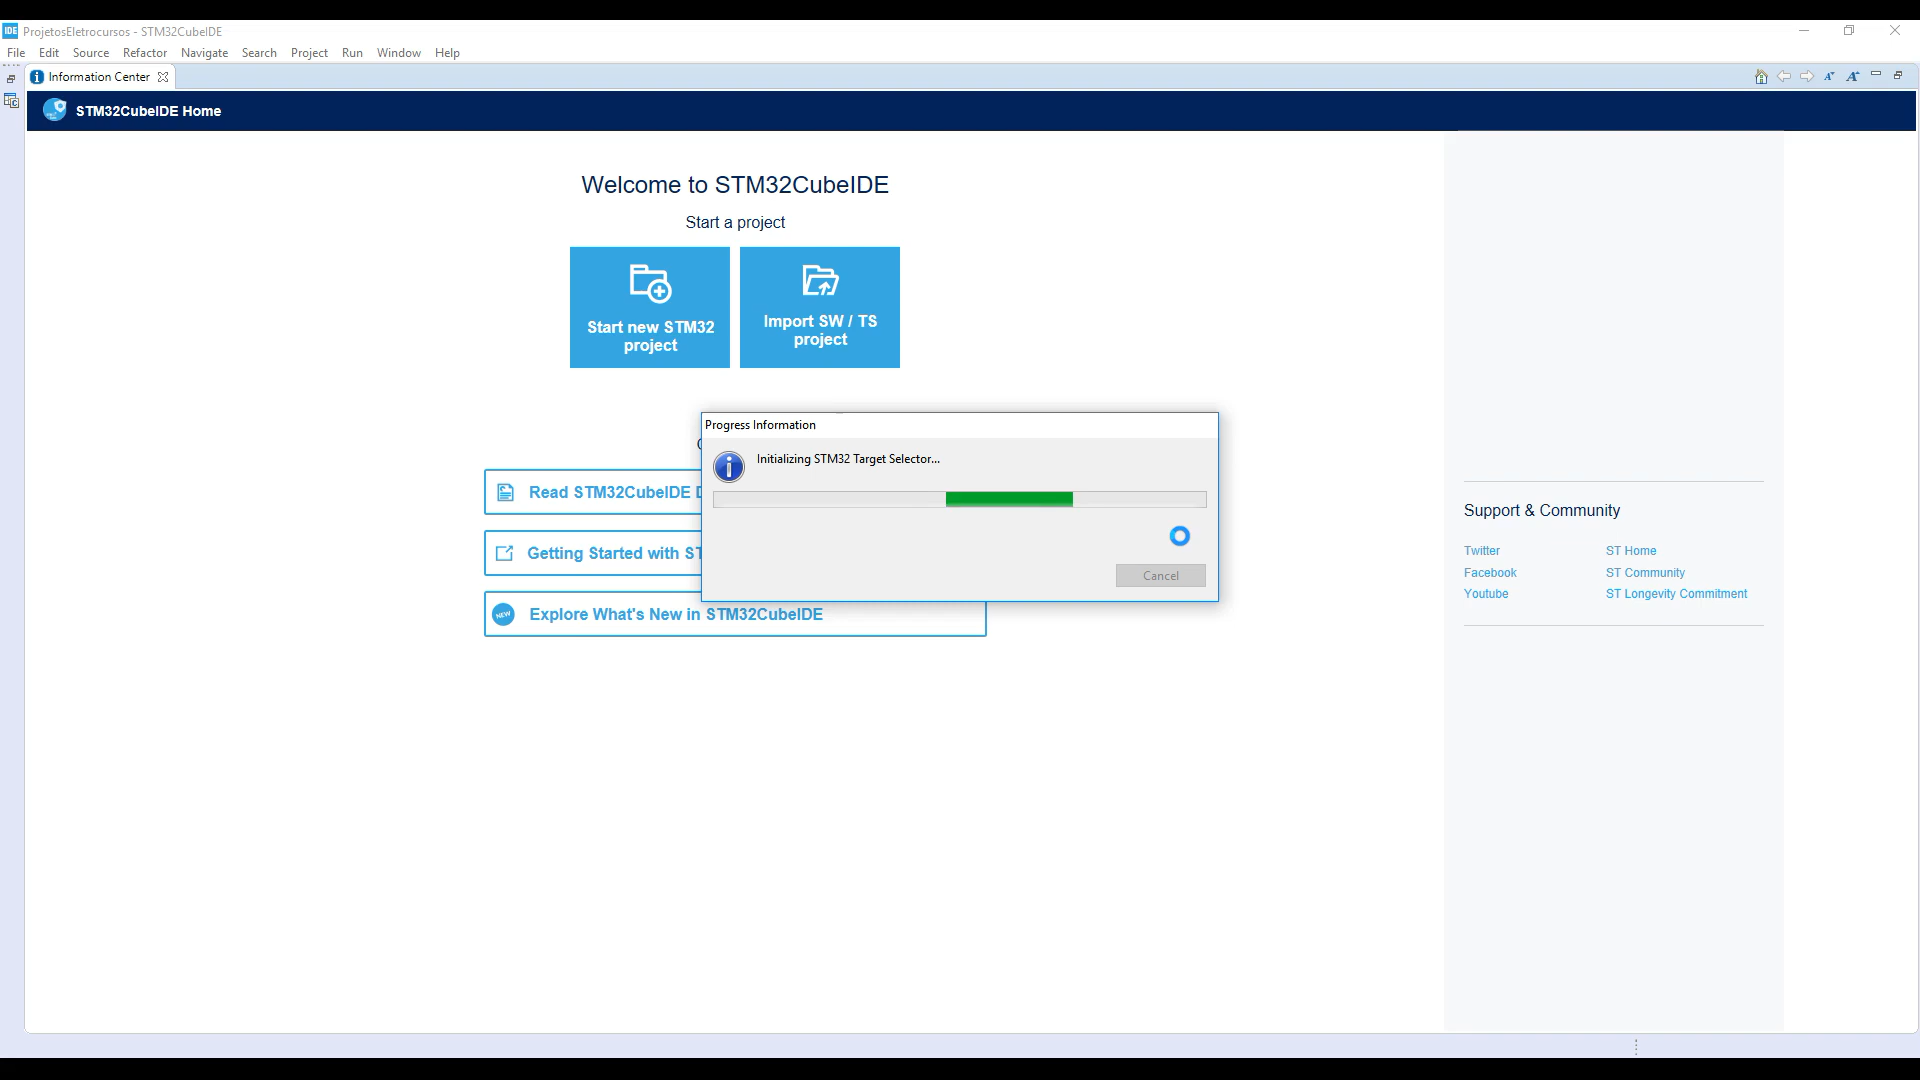 IDE ProjetosEletrocursos - STM32CubeIDE
File Edit Source Refactor Navigate Search Project Run Window Help
Information Center
STM32CubeIDE Home
Welcome to STM32CubeIDE
Start a project
Start new STM32
project
Import SW / TS
project
Progress Information
Initializing STM32 Target Selector...
Cancel
Read STM32CubeIDE
Getting Started with ST
NEW Explore What's New in STM32CubeIDE
Support & Community
Twitter ST Home
Facebook ST Community
Youtube ST Longevity Commitment